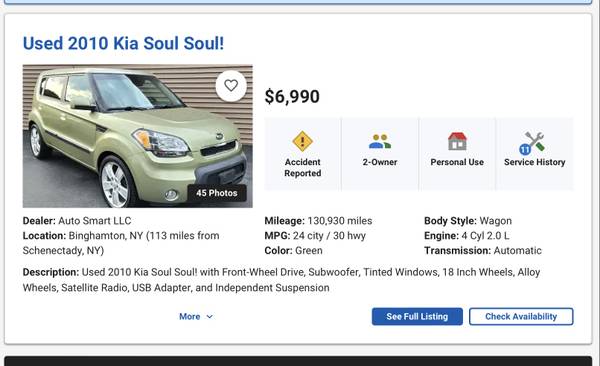 Used 2010 Kia Soul Soul!
$6,990
45 Photos
Accident Reported
2-Owner
Personal Use
11
Service History
Dealer: Auto Smart LLC
Location: Binghamton, NY (113 miles from
Schenectady, NY)
Mileage: 130,930 miles
MPG: 24 city / 30 hwy
Color: Green
Body Style: Wagon
Engine: 4 Cyl 2.0 L
Transmission: Automatic
Description: Used 2010 Kia Soul Soul! with Front-Wheel Drive, Subwoofer, Tinted Windows, 18 Inch Wheels, Alloy
Wheels, Satellite Radio, USB Adapter, and Independent Suspension
More
See Full Listing
Check Availability